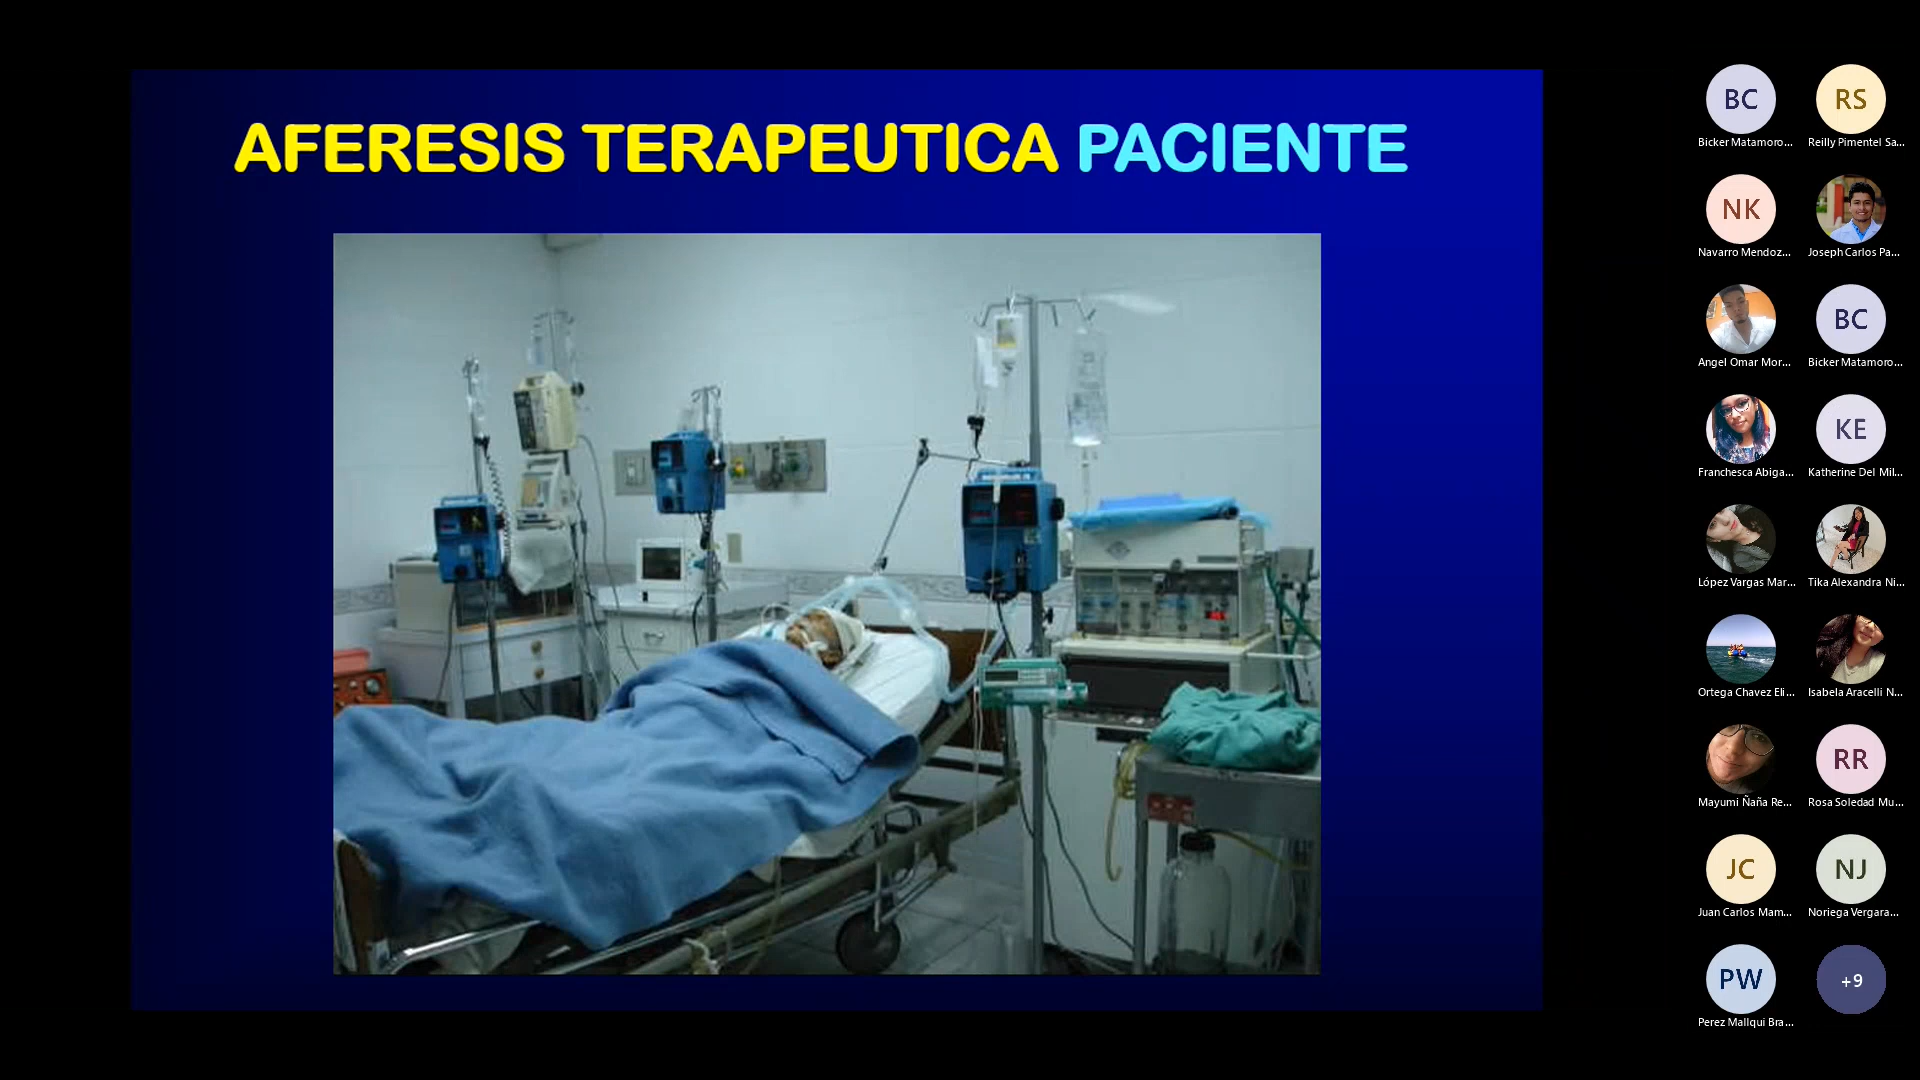 AFERESIS TERAPEUTICA PACIENTE
BC
RS
Bicker Matamoro...
Reilly Pimentel Sa...
NK
Navarro Mendoz...
Joseph Carlos Pa...
BC
Angel Omar Mor...
Bicker Matamoro...
KE
Franchesca Abiga...
Katherine Del Mil...
López Vargas Mar...
Tika Alexandra Ni...
Ortega Chavez Eli...
Isabela Aracelli N...
RR
Mayumi Ñaña Re...
Rosa Soledad Mu...
JC
NJ
Juan Carlos Mam...
Noriega Vergara...
PW
+9
Perez Mallqui Bra...